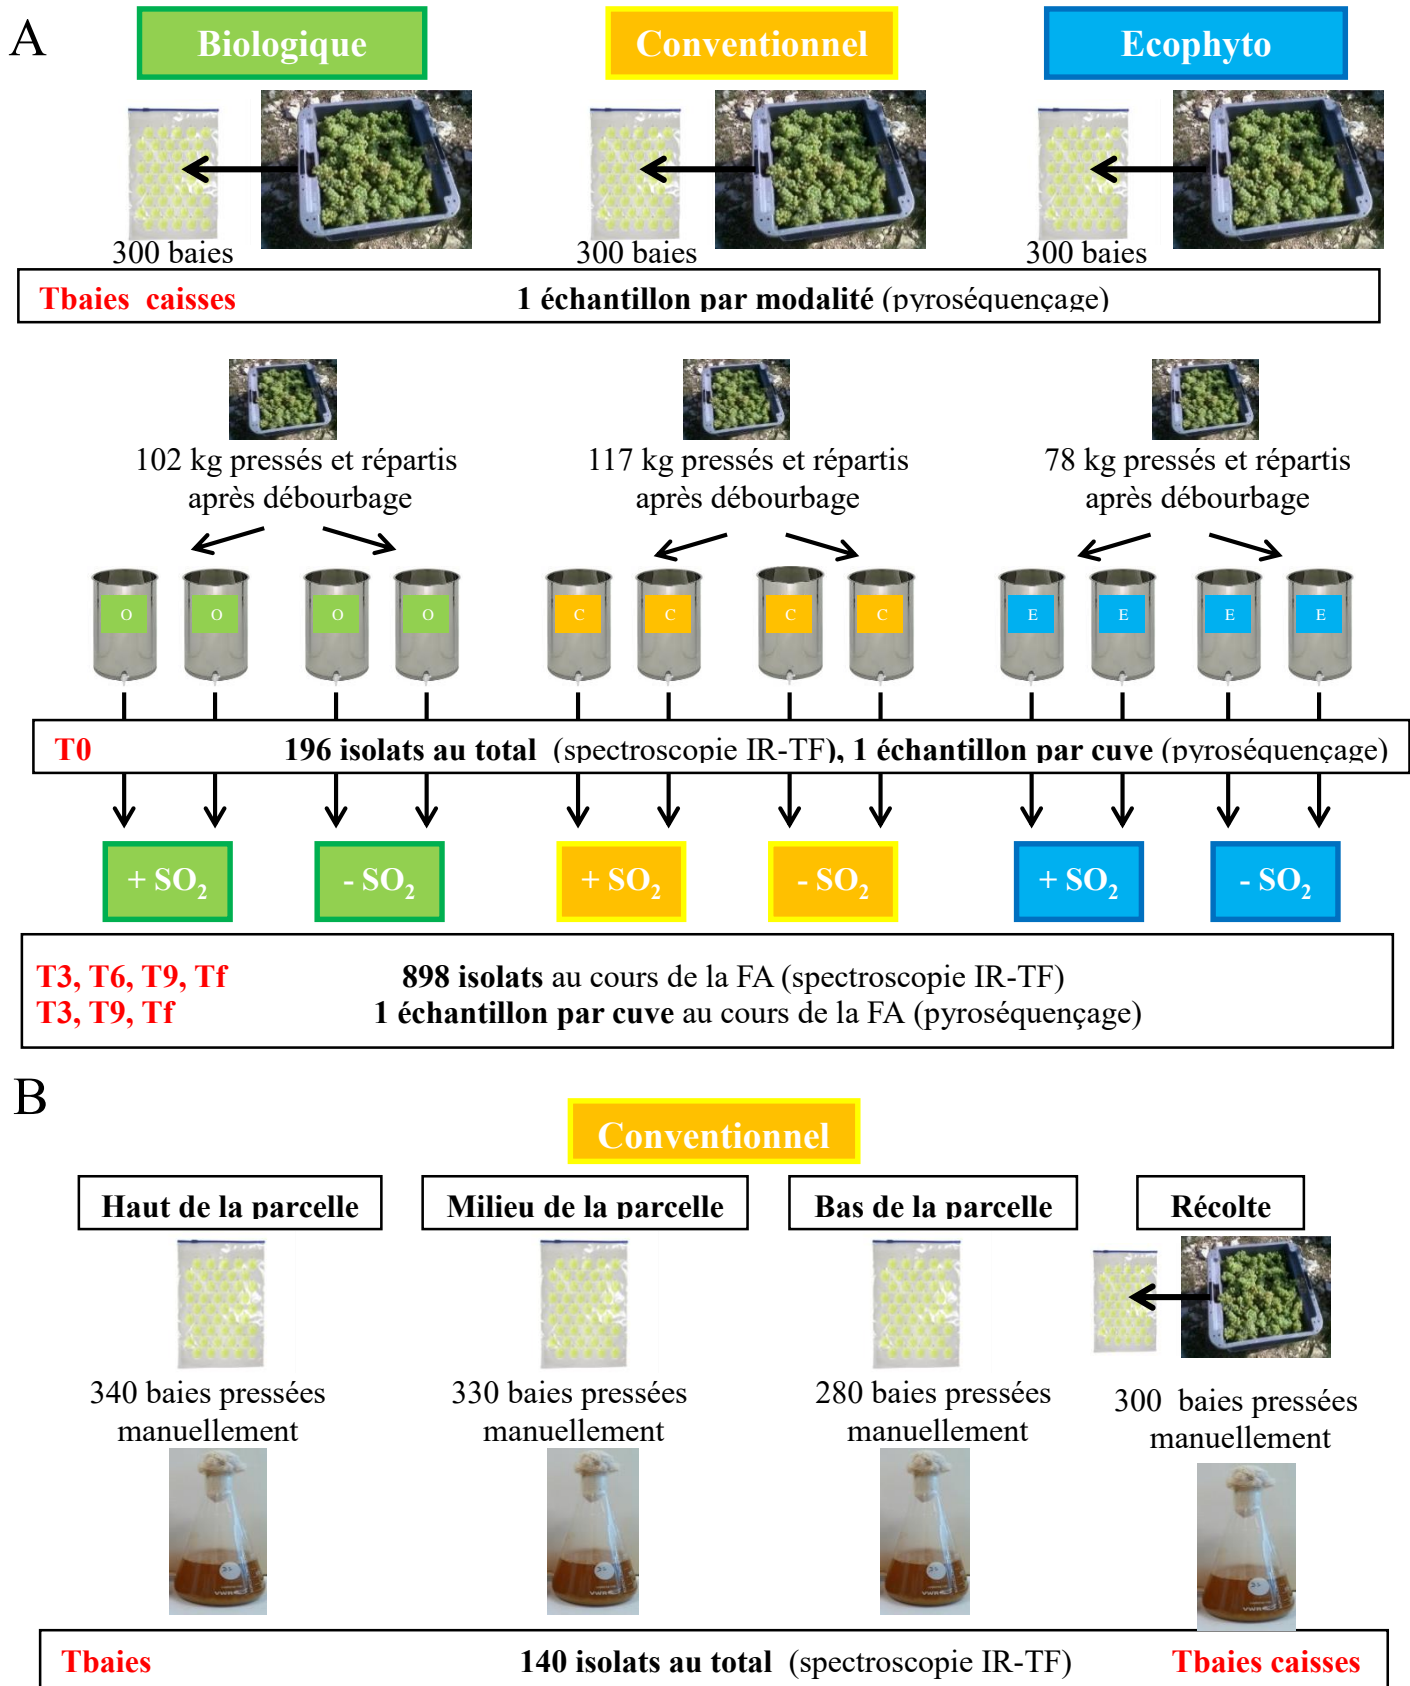 A
Biologique
Conventionnel
Ecophyto
300 baies
300 baies
300 baies
Tbaies caisses 1 échantillon par modalité (pyroséquençage)
102 kg pressés et répartis
après débourbage
117 kg pressés et répartis
après débourbage
78 kg pressés et répartis
après débourbage
O O O O C C C C E E E E
T0 196 isolats au total (spectroscopie IR-TF), 1 échantillon par cuve (pyroséquençage)
+ SO₂ - SO₂ + SO₂ - SO₂ + SO₂ - SO₂
T3, T6, T9, Tf 898 isolats au cours de la FA (spectroscopie IR-TF)
T3, T9, Tf 1 échantillon par cuve au cours de la FA (pyroséquençage)
B
Conventionnel
Haut de la parcelle
Milieu de la parcelle
Bas de la parcelle
Récolte
340 baies pressées
manuellement
330 baies pressées
manuellement
280 baies pressées
manuellement
300 baies pressées
manuellement
VWR
VWR
VWR
VWR
Tbaies 140 isolats au total (spectroscopie IR-TF) Tbaies caisses